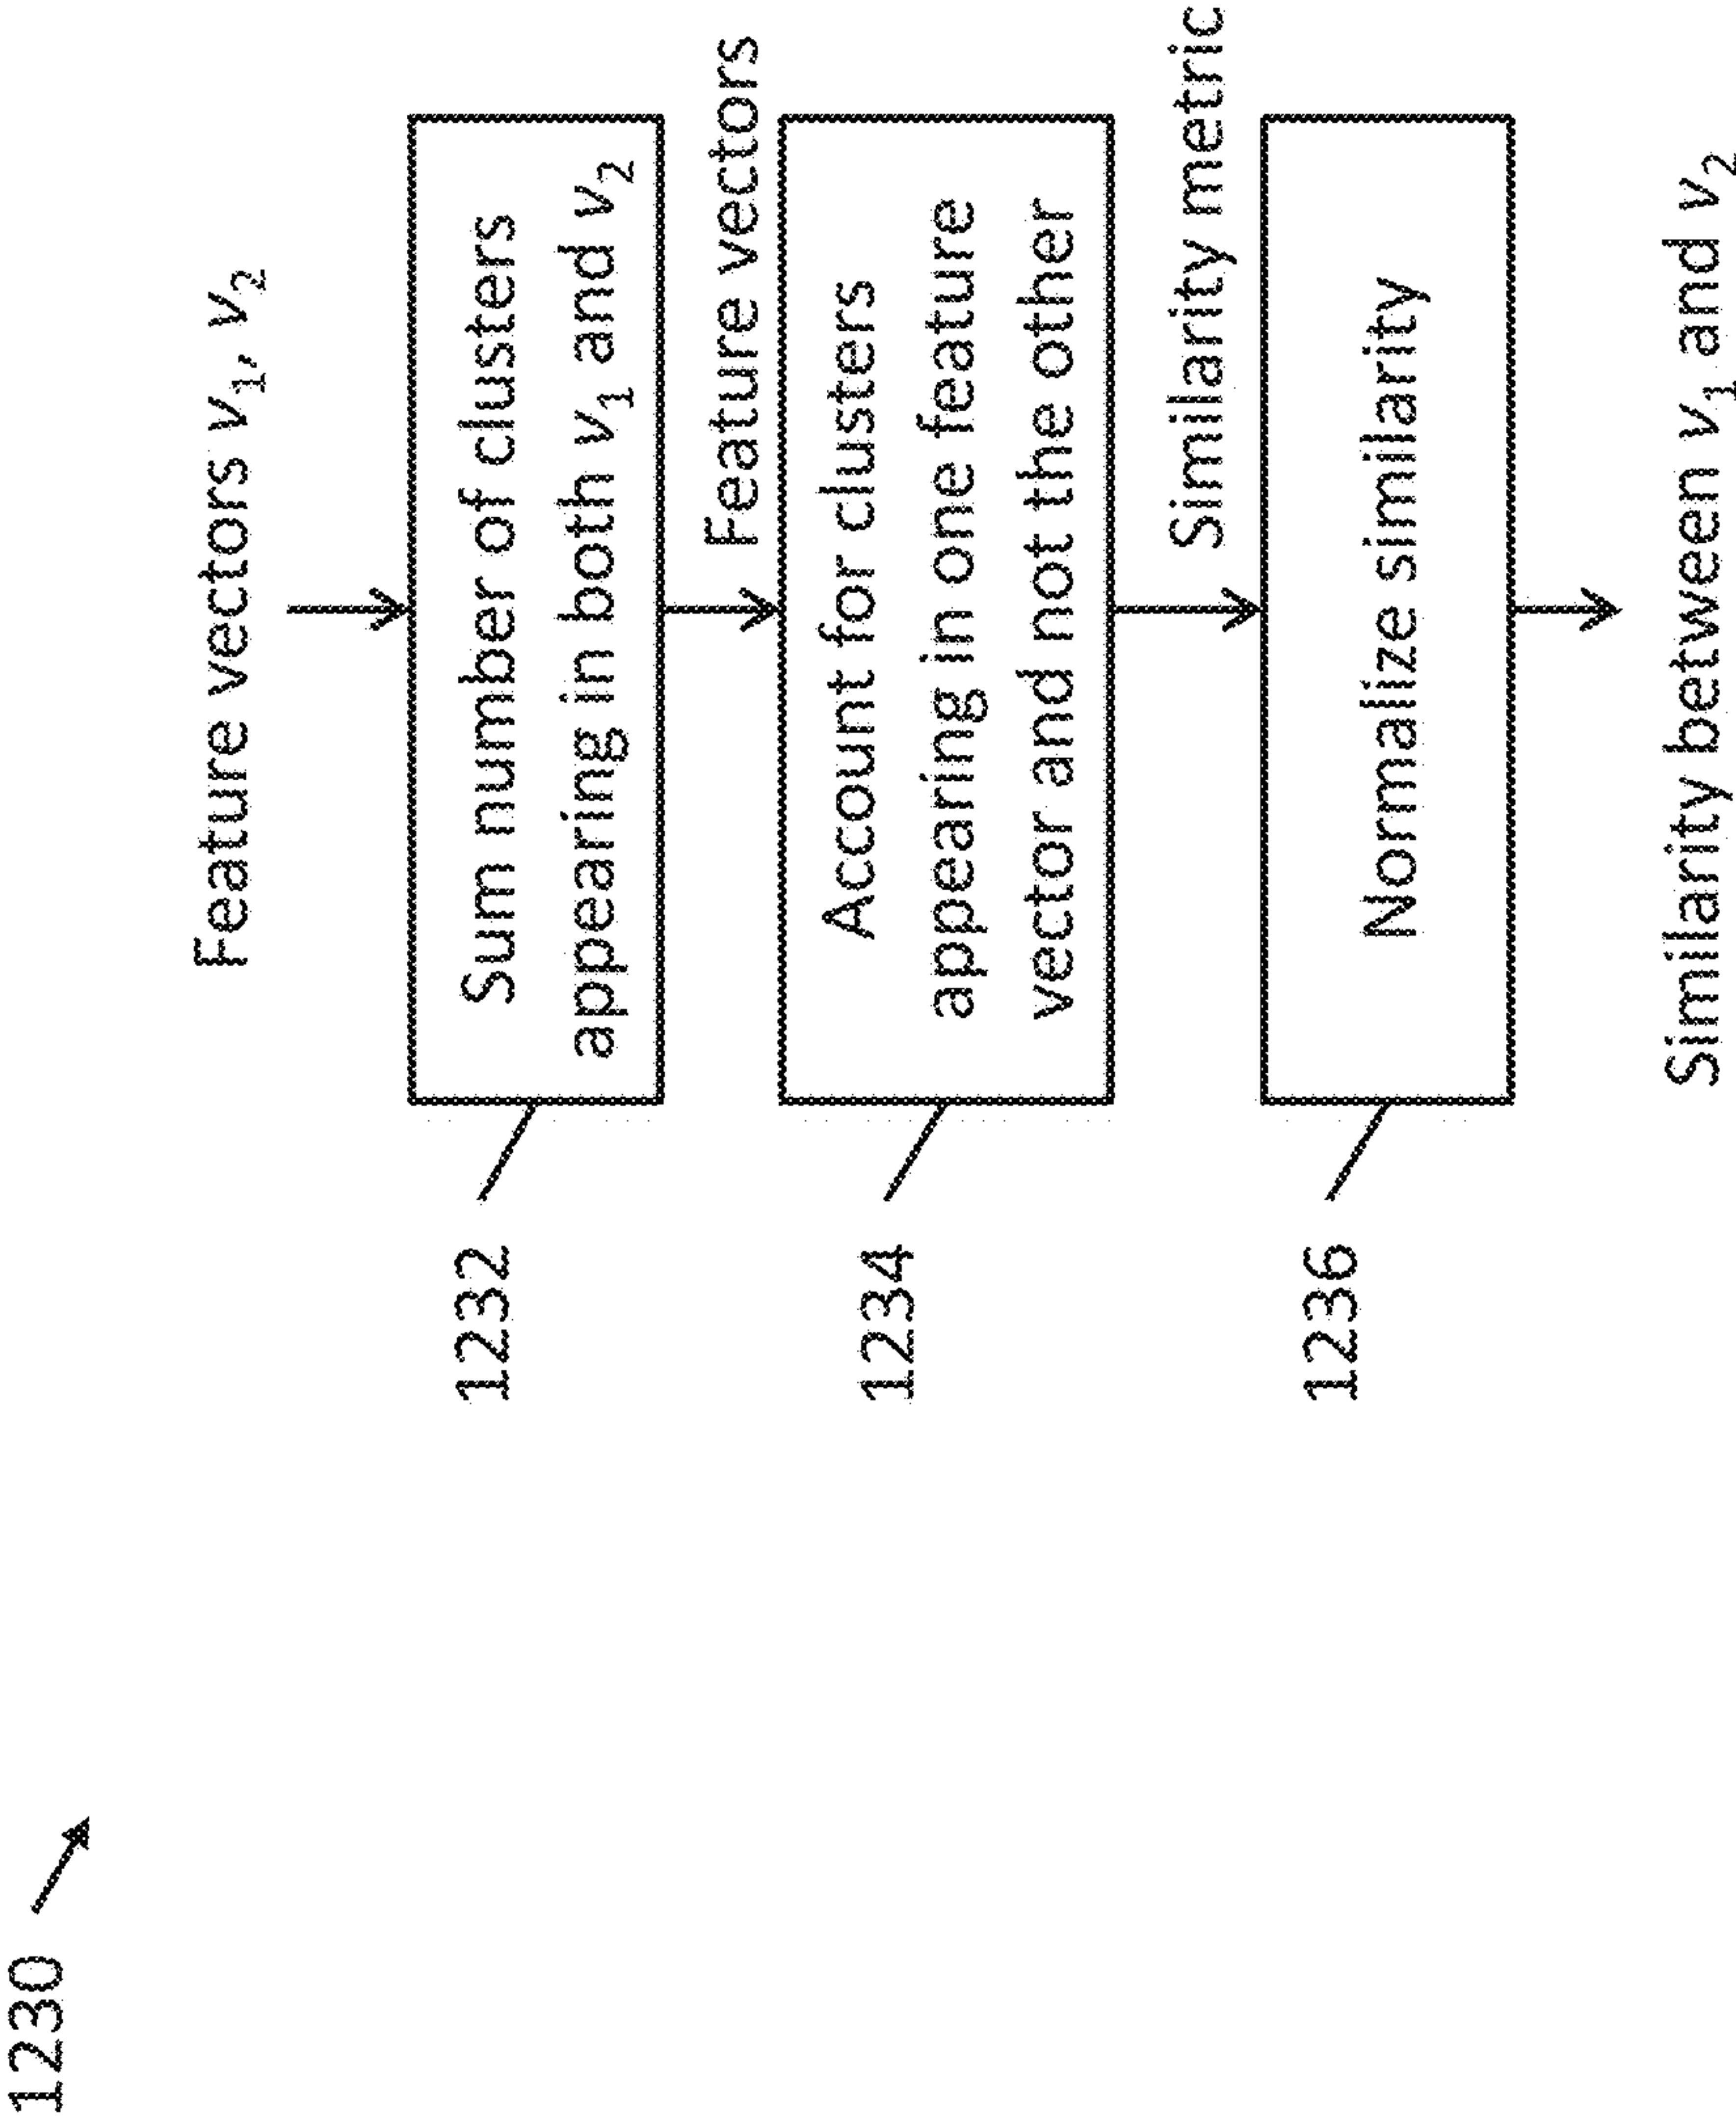 1230
Feature vectors v₁, v₂
1232
Sum number of clusters
appearing in both v₁ and v₂
Feature vectors
1234
Account for clusters
appearing in one feature
vector and not the other
Similarity metric
1236
Normalize similarity
Similarity between v₁ and v₂